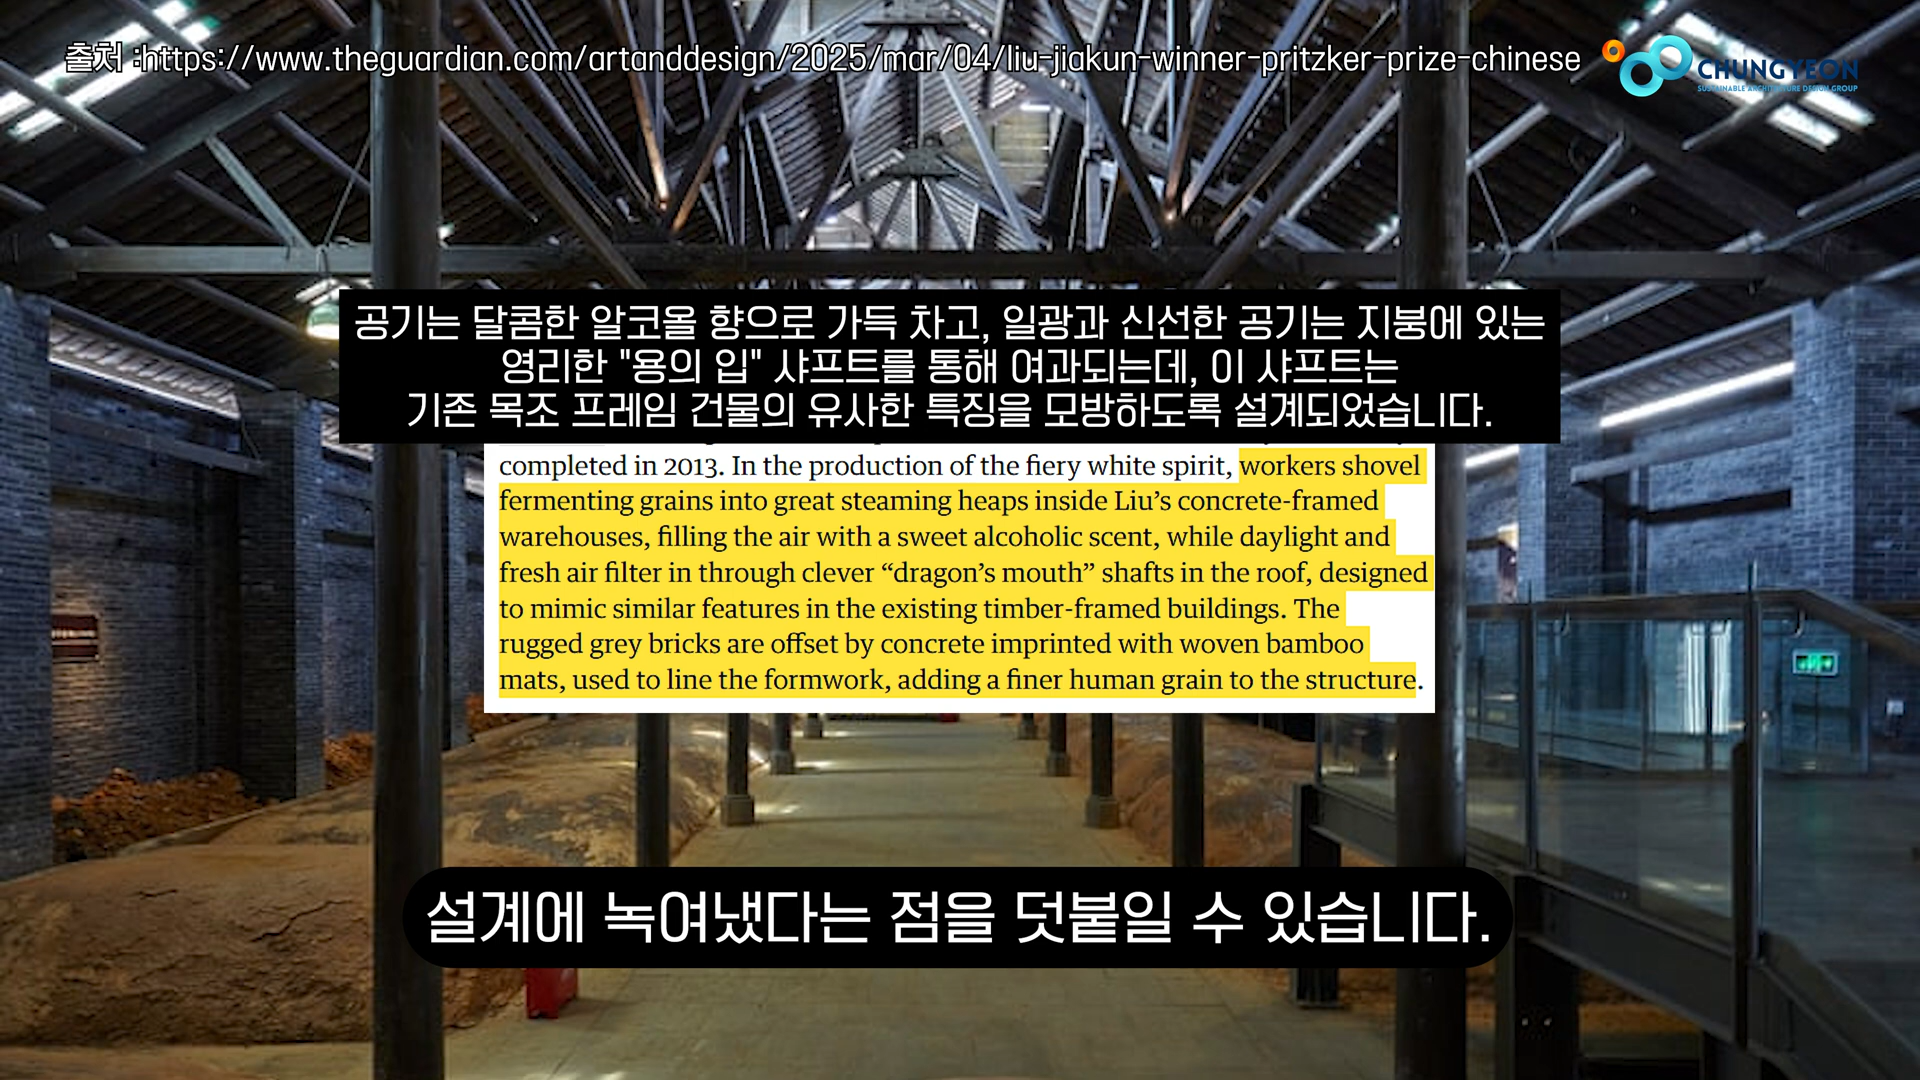 출처 :https://www.theguardian.com/artanddesign/2025/mar/04/liu-jiakun-winner-pritzker-prize-chinese
CHUNGYEON
SUSTAINABLE ARCHITECTURE DESIGN GROUP
공기는 달콤한 알코올 향으로 가득 차고, 일광과 신선한 공기는 지붕에 있는
영리한 "용의 입" 샤프트를 통해 여과되는데, 이 샤프트는
기존 목조 프레임 건물의 유사한 특징을 모방하도록 설계되었습니다.
completed in 2013. In the production of the fiery white spirit, workers shovel
fermenting grains into great steaming heaps inside Liu’s concrete-framed
warehouses, filling the air with a sweet alcoholic scent, while daylight and
fresh air filter in through clever “dragon’s mouth” shafts in the roof, designed
to mimic similar features in the existing timber-framed buildings. The
rugged grey bricks are offset by concrete imprinted with woven bamboo
mats, used to line the formwork, adding a finer human grain to the structure.
설계에 녹여냈다는 점을 덧붙일 수 있습니다.